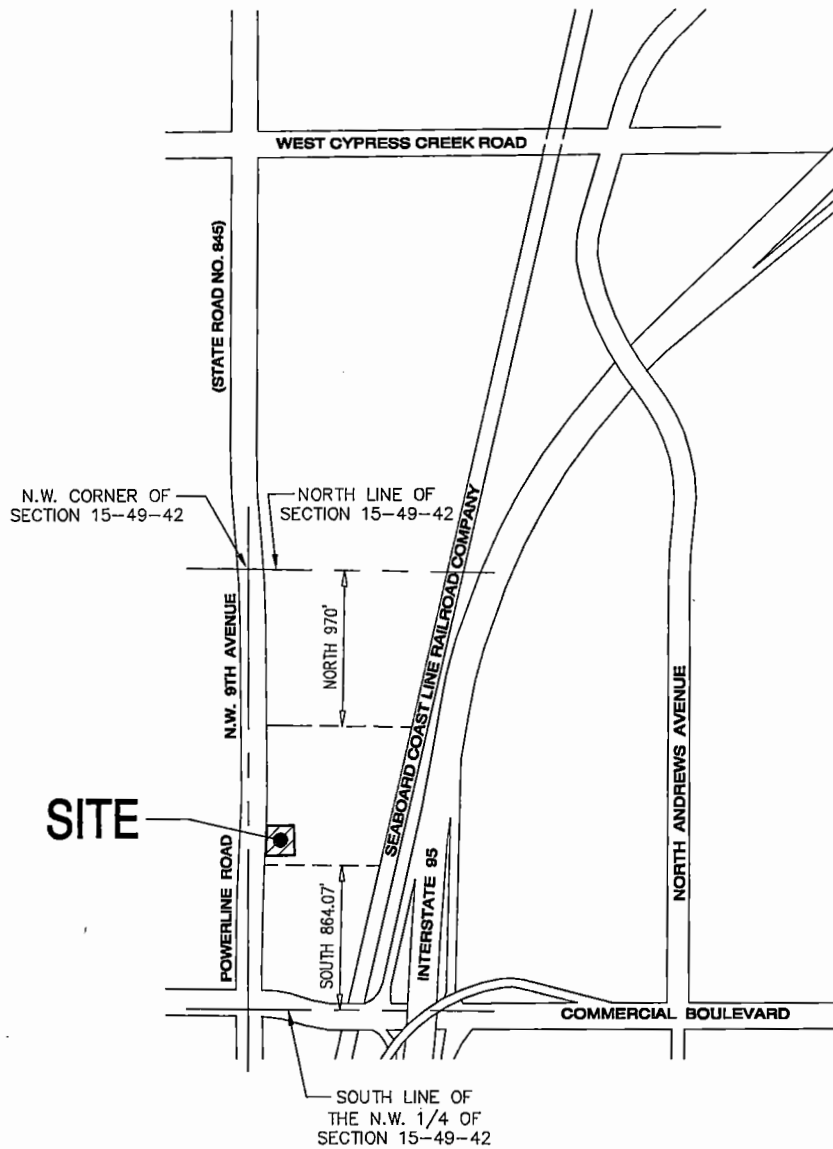 WEST CYPRESS CREEK ROAD
(STATE ROAD NO. 845)
N.W. CORNER OF
SECTION 15-49-42
NORTH LINE OF
SECTION 15-49-42
SEABOARD COAST LINE RAILROAD COMPANY
N.W. 9TH AVENUE
NORTH 970'
NORTH ANDREWS AVENUE
SITE
POWERLINE ROAD
SOUTH 864.07'
INTERSTATE 95
COMMERCIAL BOULEVARD
SOUTH LINE OF
THE N.W. 1/4 OF
SECTION 15-49-42